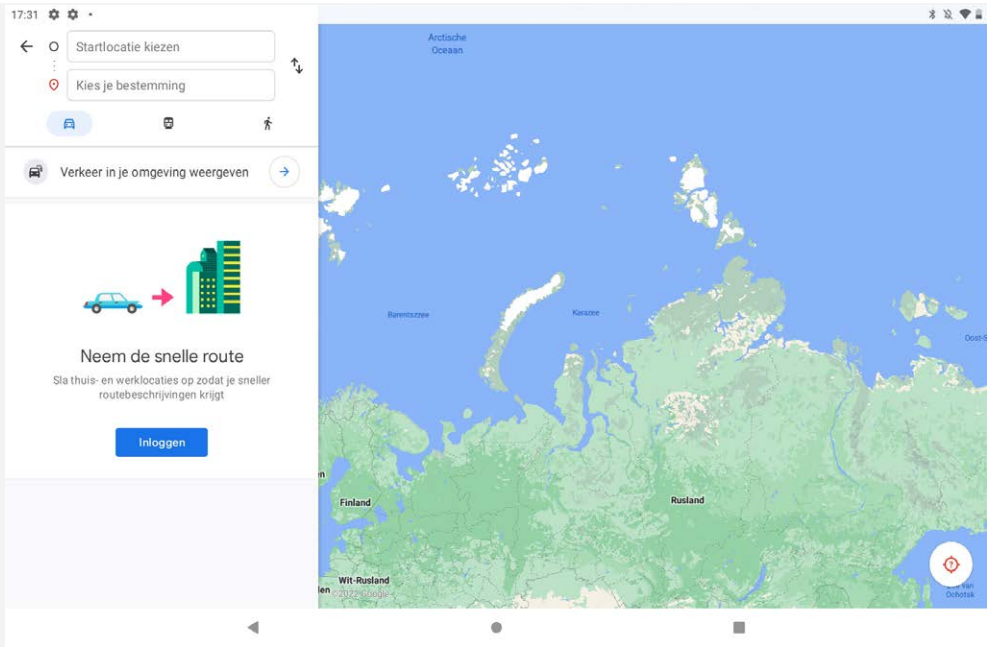 17:31
Startlocatie kiezen
Kies je bestemming
Verkeer in je omgeving weergeven
Neem de snelle route
Sla thuis- en werklocaties op zodat je sneller
routebeschrijvingen krijgt
Inloggen
Arctische
Oceaan
Barentszzee
Karazee
Oost-S
n
Finland
Rusland
Wit-Rusland
len
©2022 Google
Zee van
Ochotsk